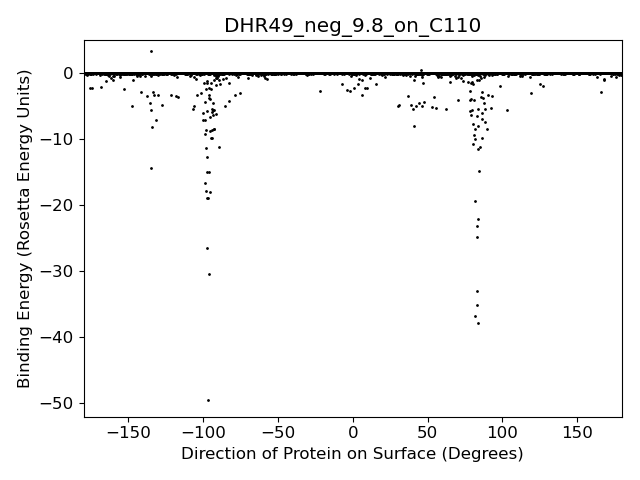 DHR49_neg_9.8_on_C110
Binding Energy (Rosetta Energy Units)
0
−10
−20
−30
−40
−50
−150 −100 −50 0 50 100 150
Direction of Protein on Surface (Degrees)